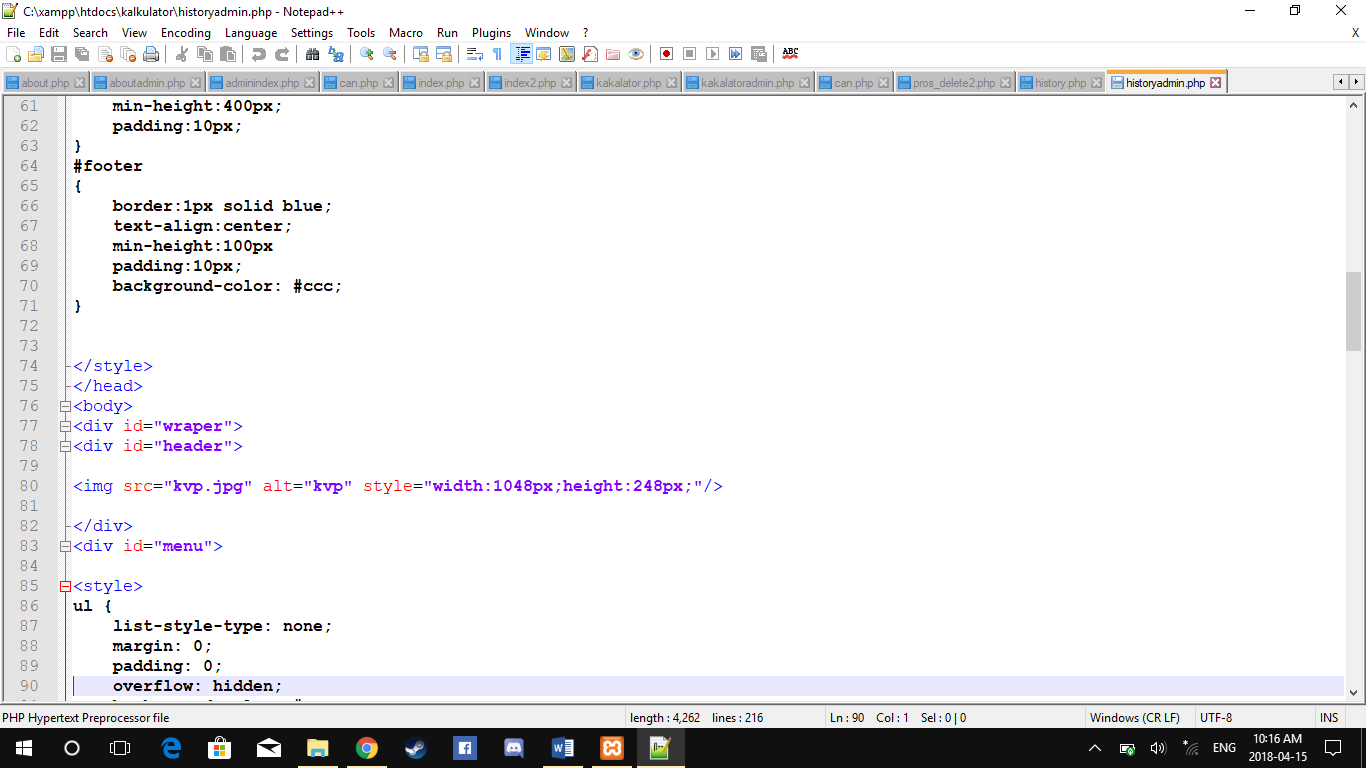 C:\xampp\htdocs\kalkulator\historyadmin.php - Notepad++
File Edit Search View Encoding Language Settings Tools Macro Run Plugins Window ? X
about.php aboutadmin.php adminindex.php can.php index.php index2.php kakalator.php kakalatoradmin.php can.php pros_delete2.php history.php historyadmin.php
61 min-height:400px;
62 padding:10px;
63 }
64 #footer
65 {
66 border:1px solid blue;
67 text-align:center;
68 min-height:100px
69 padding:10px;
70 background-color: #ccc;
71 }
72
73
74 </style>
75 </head>
76 <body>
77 <div id="wraper">
78 <div id="header">
79
80 <img src="kvp.jpg" alt="kvp" style="width:1048px;height:248px;"/>
81
82 </div>
83 <div id="menu">
84
85 <style>
86 ul {
87 list-style-type: none;
88 margin: 0;
89 padding: 0;
90 overflow: hidden;
PHP Hypertext Preprocessor file length : 4,262 lines : 216 Ln : 90 Col : 1 Sel : 0 | 0 Windows (CR LF) UTF-8 INS
ENG 10:16 AM
2018-04-15